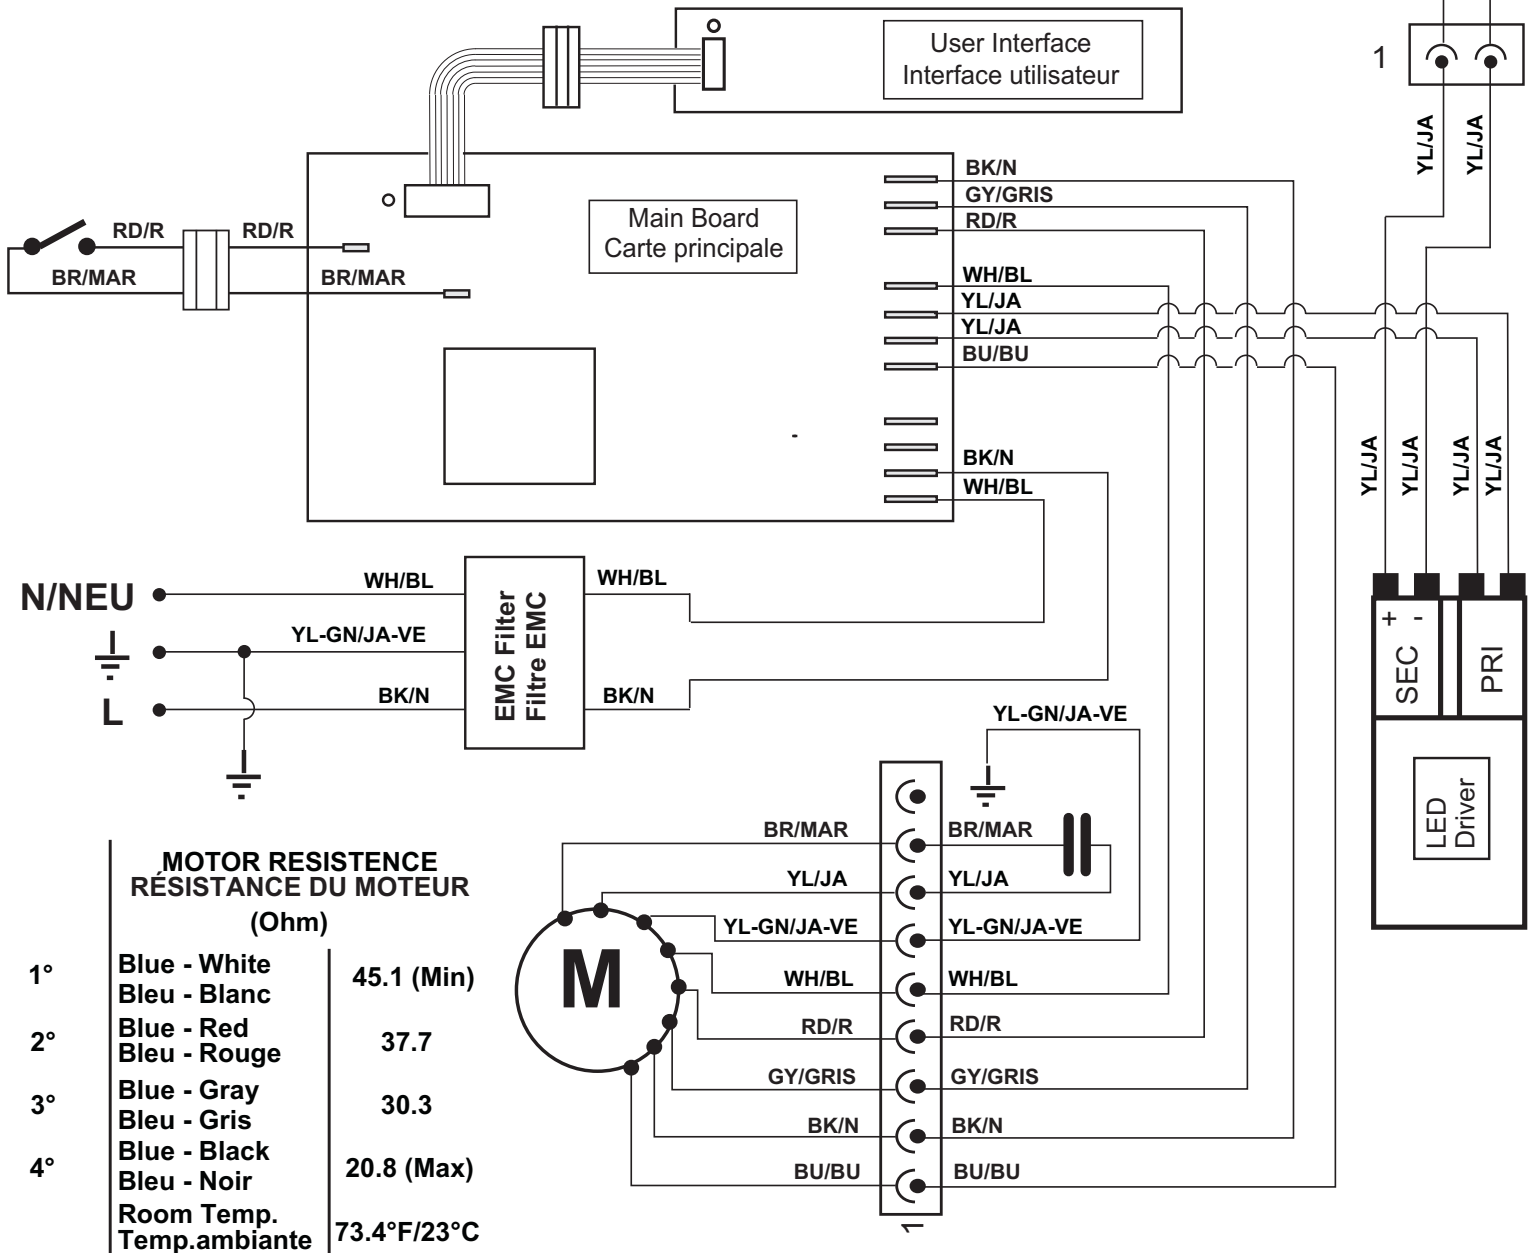 User Interface
Interface utilisateur
1
YL/JA
YL/JA
BK/N
GY/GRIS
RD/R
Main Board
Carte principale
RD/R
RD/R
BR/MAR
BR/MAR
WH/BL
YL/JA
YL/JA
BU/BU
BK/N
WH/BL
YL/JA
YL/JA
YL/JA
YL/JA
N/NEU
WH/BL
WH/BL
YL-GN/JA-VE
L
BK/N
BK/N
EMC Filter
Filtre EMC
+ -
SEC
PRI
LED
Driver
YL-GN/JA-VE
BR/MAR
BR/MAR
YL/JA
YL/JA
YL-GN/JA-VE
YL-GN/JA-VE
M
WH/BL
WH/BL
RD/R
RD/R
GY/GRIS
GY/GRIS
BK/N
BK/N
BU/BU
BU/BU
1
MOTOR RESISTENCE
RÉSISTANCE DU MOTEUR
(Ohm)
1° Blue - White 45.1 (Min)
Bleu - Blanc
2° Blue - Red 37.7
Bleu - Rouge
3° Blue - Gray 30.3
Bleu - Gris
4° Blue - Black 20.8 (Max)
Bleu - Noir
Room Temp. 73.4°F/23°C
Temp.ambiante